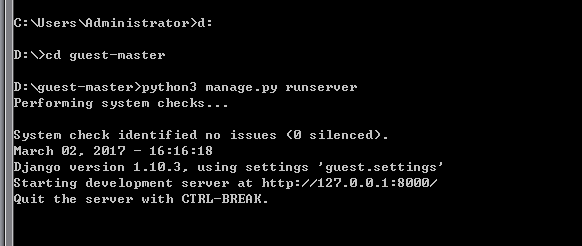 C:\Users\Administrator>d:
D:\>cd guest-master
D:\guest-master>python3 manage.py runserver
Performing system checks...
System check identified no issues (0 silenced).
March 02, 2017 - 16:16:18
Django version 1.10.3, using settings 'guest.settings'
Starting development server at http://127.0.0.1:8000/
Quit the server with CTRL-BREAK.